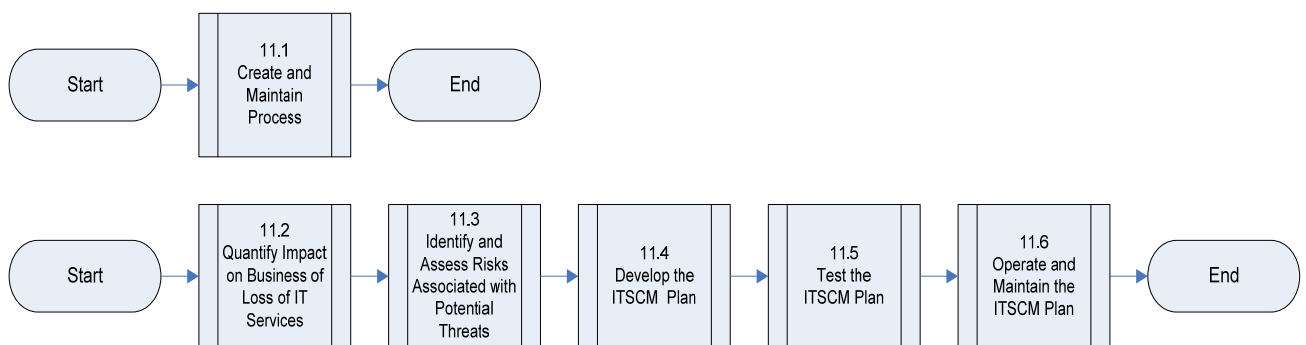 Start
11.1
Create and
Maintain
Process
End
Start
11.2
Quantify Impact
on Business of
Loss of IT
Services
11.3
Identify and
Assess Risks
Associated with
Potential
Threats
11.4
Develop the
ITSCM Plan
11.5
Test the
ITSCM Plan
11.6
Operate and
Maintain the
ITSCM Plan
End